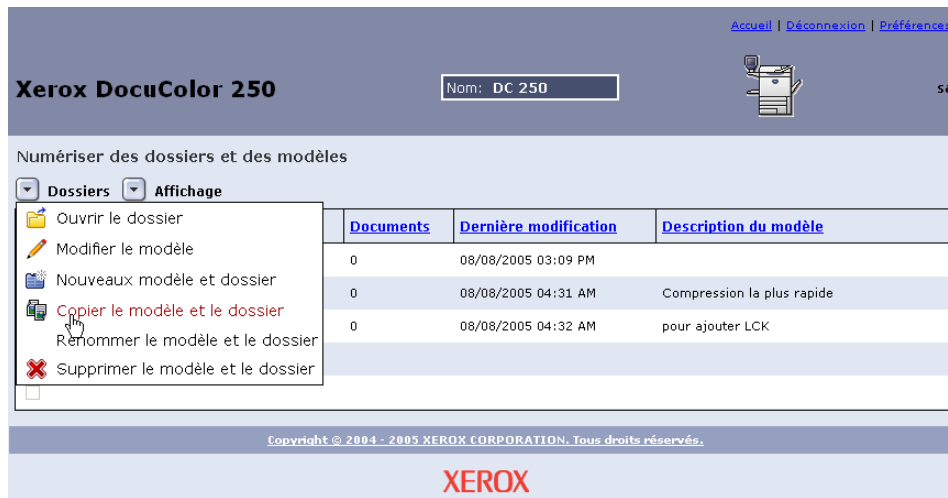 Accueil | Déconnexion | Préférences
Xerox DocuColor 250
Nom: DC 250
Numériser des dossiers et des modèles
Dossiers Affichage
Ouvrir le dossier
Modifier le modèle
Nouveaux modèle et dossier
Copier le modèle et le dossier
Renommer le modèle et le dossier
Supprimer le modèle et le dossier
Documents Dernière modification Description du modèle
0 08/08/2005 03:09 PM
0 08/08/2005 04:31 AM Compression la plus rapide
0 08/08/2005 04:32 AM pour ajouter LCK
Copyright © 2004 - 2005 XEROX CORPORATION. Tous droits réservés.
XEROX